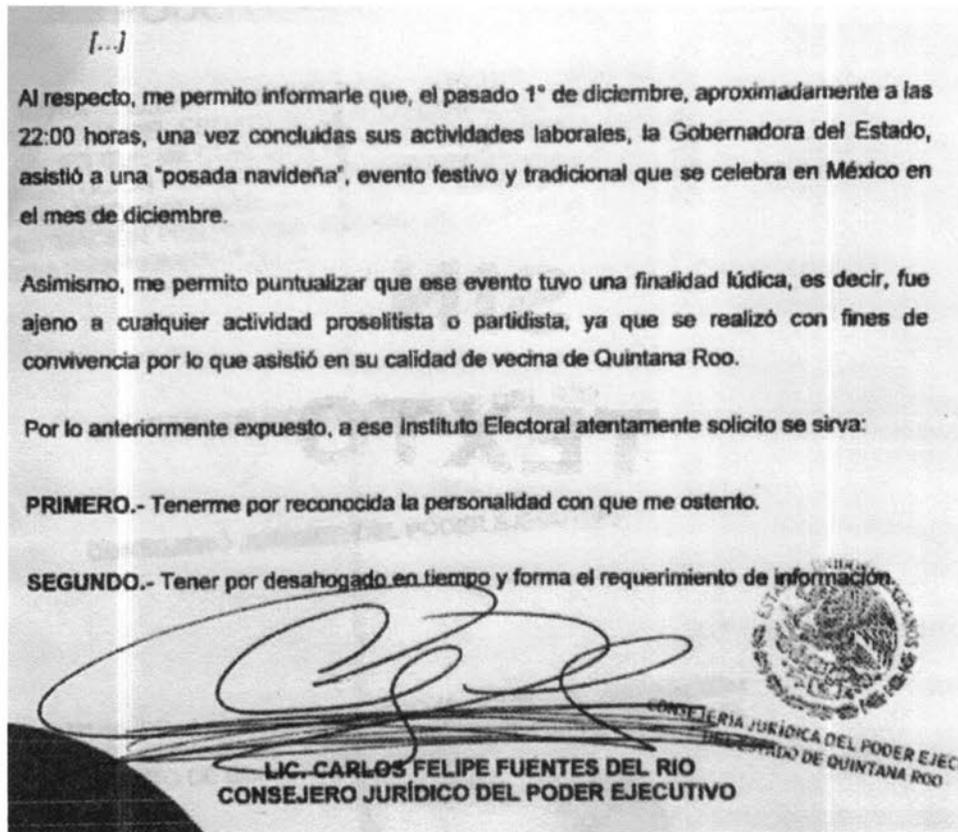 [...]
Al respecto, me permito informarle que, el pasado 1° de diciembre, aproximadamente a las
22:00 horas, una vez concluidas sus actividades laborales, la Gobernadora del Estado,
asistió a una "posada navideña", evento festivo y tradicional que se celebra en México en
el mes de diciembre.
Asimismo, me permito puntualizar que ese evento tuvo una finalidad lúdica, es decir, fue
ajeno a cualquier actividad proselitista o partidista, ya que se realizó con fines de
convivencia por lo que asistió en su calidad de vecina de Quintana Roo.
Por lo anteriormente expuesto, a ese Instituto Electoral atentamente solicito se sirva:
PRIMERO.- Tenerme por reconocida la personalidad con que me ostento.
SEGUNDO.- Tener por desahogado en tiempo y forma el requerimiento de información.
CONSEJERIA JURÍDICA DEL PODER EJEC
DEL ESTADO DE QUINTANA ROO
LIC. CARLOS FELIPE FUENTES DEL RIO
CONSEJERO JURÍDICO DEL PODER EJECUTIVO